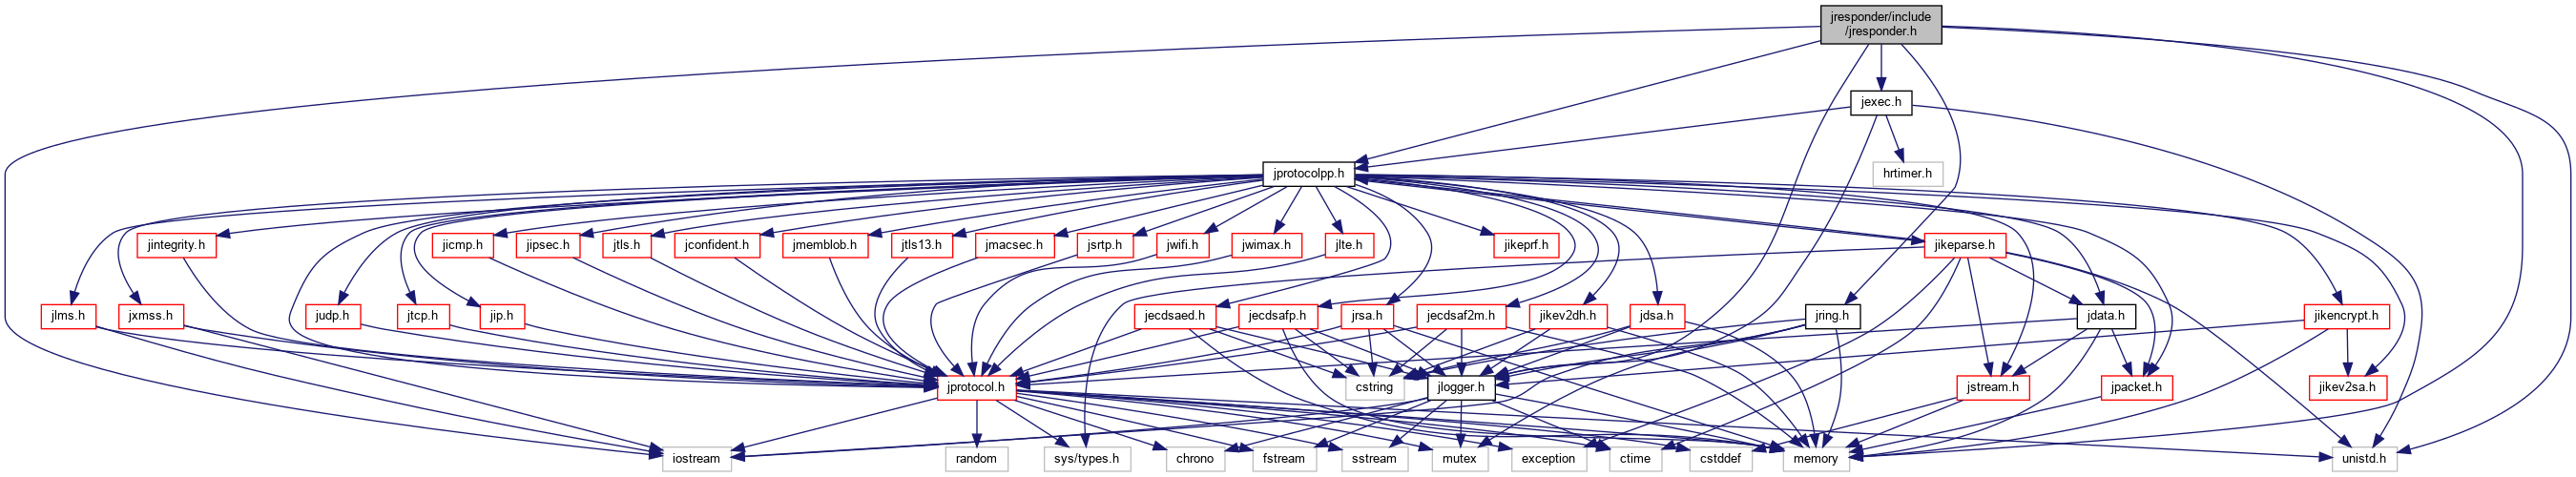 jresponder/include
/jresponder.h
jexec.h
jprotocolpp.h
hrtimer.h
jintegrity.h
jicmp.h
jipsec.h
jtls.h
jconfident.h
jmemblob.h
jtls13.h
jmacsec.h
jsrtp.h
jwifi.h
jwimax.h
jlte.h
jikeprf.h
jikeparse.h
jlms.h
jxmss.h
judp.h
jtcp.h
jip.h
jecdsaed.h
jecdsafp.h
jrsa.h
jecdsaf2m.h
jikev2dh.h
jdsa.h
jring.h
jdata.h
jikencrypt.h
jprotocol.h
cstring
jlogger.h
jstream.h
jpacket.h
jikev2sa.h
iostream
random
sys/types.h
chrono
fstream
sstream
mutex
exception
ctime
cstddef
memory
unistd.h